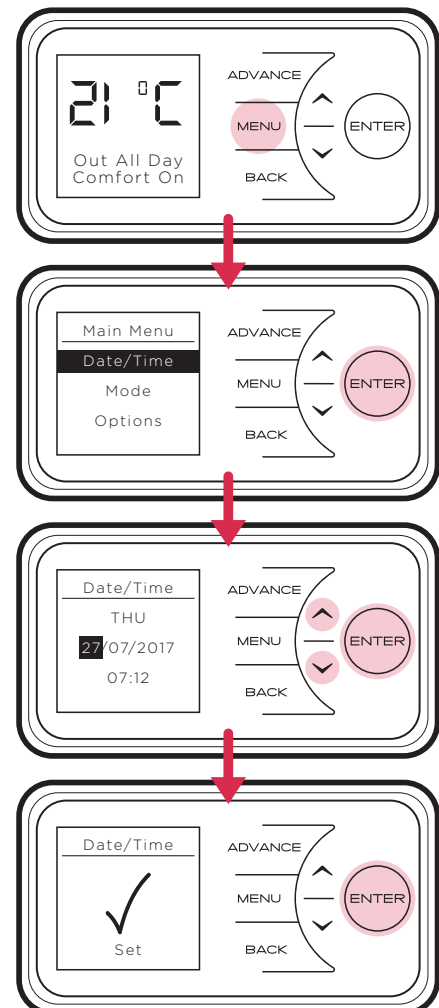 21 °C
Out All Day
Comfort On
ADVANCE
MENU
BACK
ENTER
Main Menu
Date/Time
Mode
Options
ADVANCE
MENU
BACK
ENTER
Date/Time
THU
27/07/2017
07:12
ADVANCE
MENU
BACK
ENTER
Date/Time
Set
ADVANCE
MENU
BACK
ENTER